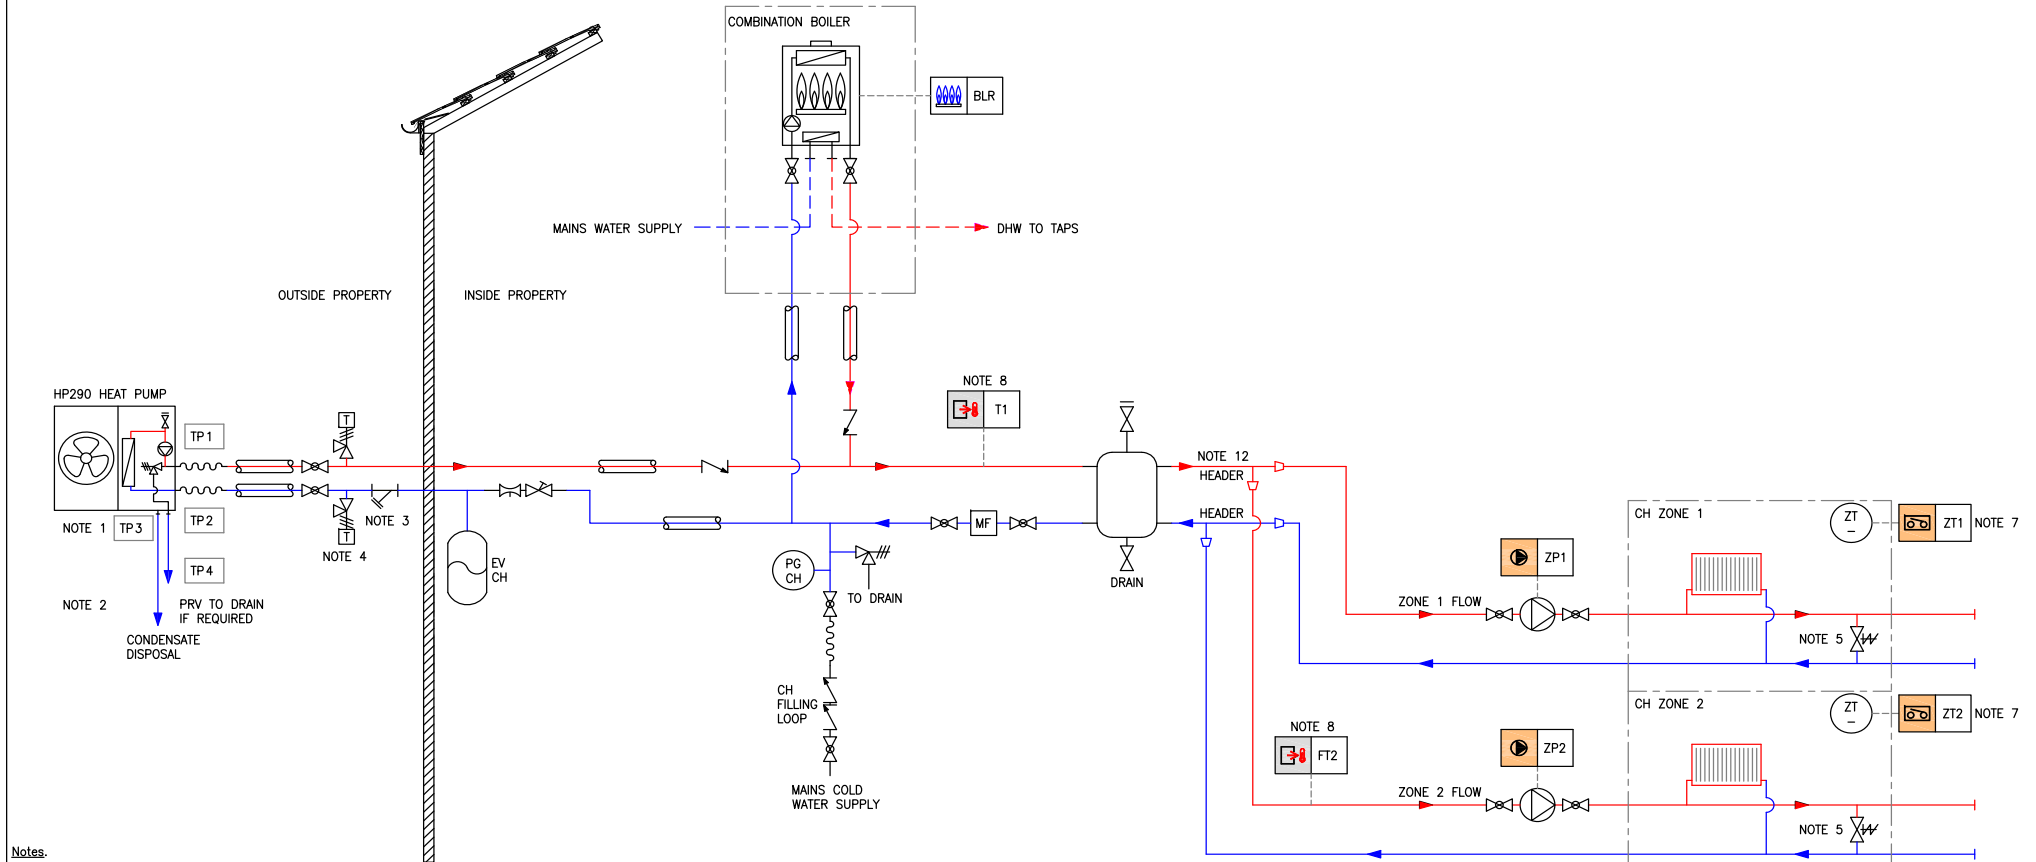 COMBINATION BOILER
BLR
MAINS WATER SUPPLY
DHW TO TAPS
OUTSIDE PROPERTY
INSIDE PROPERTY
HP290 HEAT PUMP
TP1
T
NOTE 8
T1
NOTE 12
HEADER
HEADER
NOTE 1
TP3
TP2
NOTE 3
NOTE 4
T
TP4
NOTE 2
PRV TO DRAIN
IF REQUIRED
CONDENSATE
DISPOSAL
EV
CH
MF
PG
CH
TO DRAIN
DRAIN
CH
FILLING
LOOP
MAINS COLD
WATER SUPPLY
CH ZONE 1
ZT
–
ZT1
NOTE 7
ZP1
ZONE 1 FLOW
NOTE 5
CH ZONE 2
ZT
–
ZT2
NOTE 7
NOTE 8
FT2
ZP2
ZONE 2 FLOW
NOTE 5
Notes.